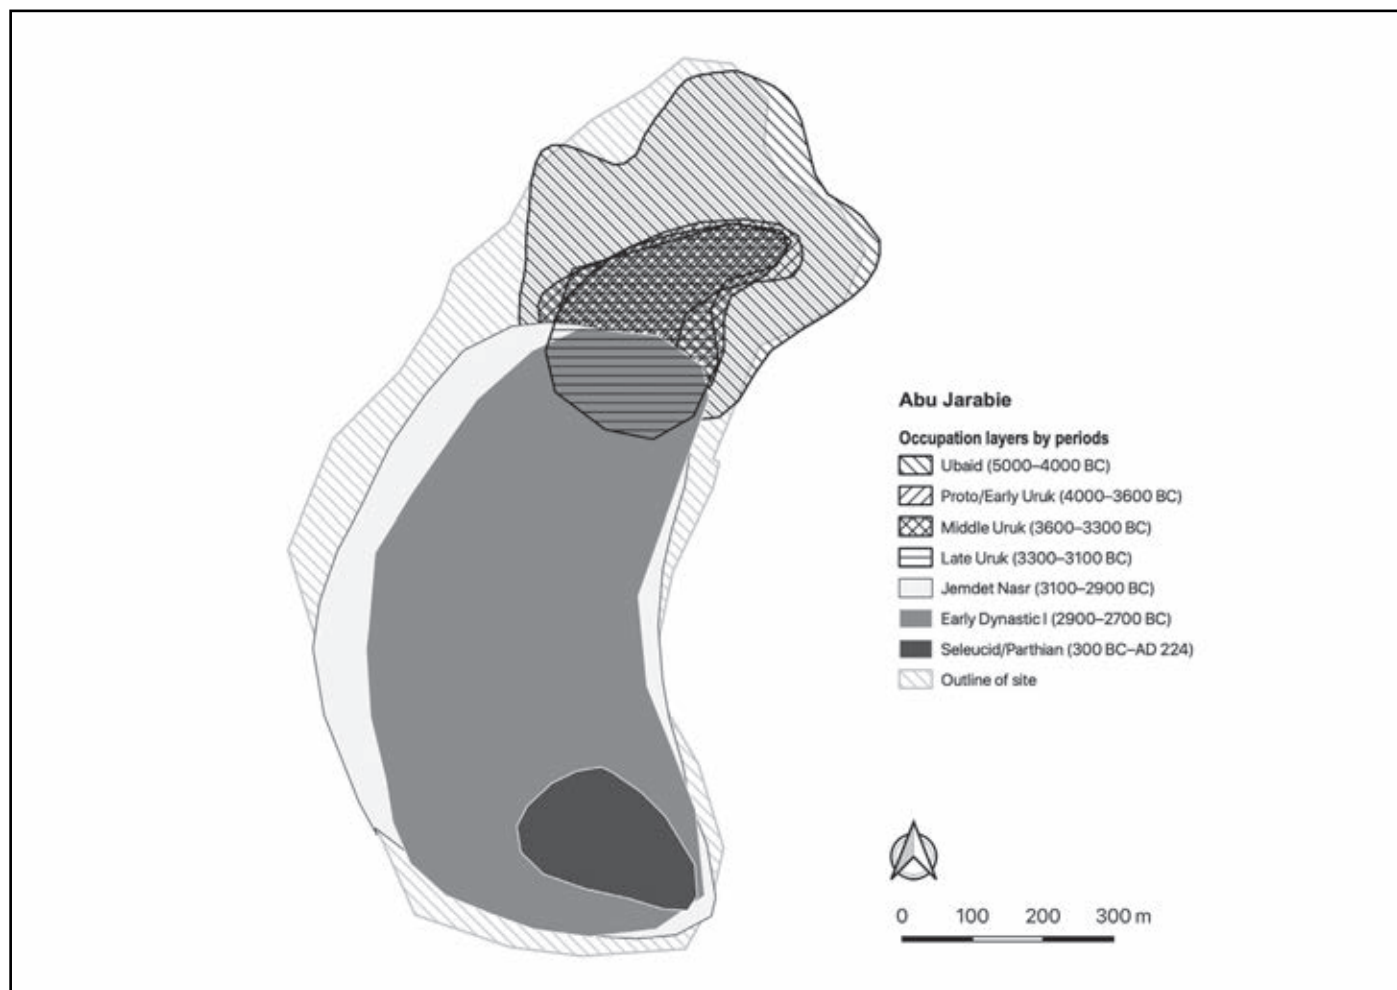 Abu Jarabie
Occupation layers by periods
Ubaid (5000–4000 BC)
Proto/Early Uruk (4000–3600 BC)
Middle Uruk (3600–3300 BC)
Late Uruk (3300–3100 BC)
Jemdet Nasr (3100–2900 BC)
Early Dynastic I (2900–2700 BC)
Seleucid/Parthian (300 BC–AD 224)
Outline of site
0 100 200 300 m